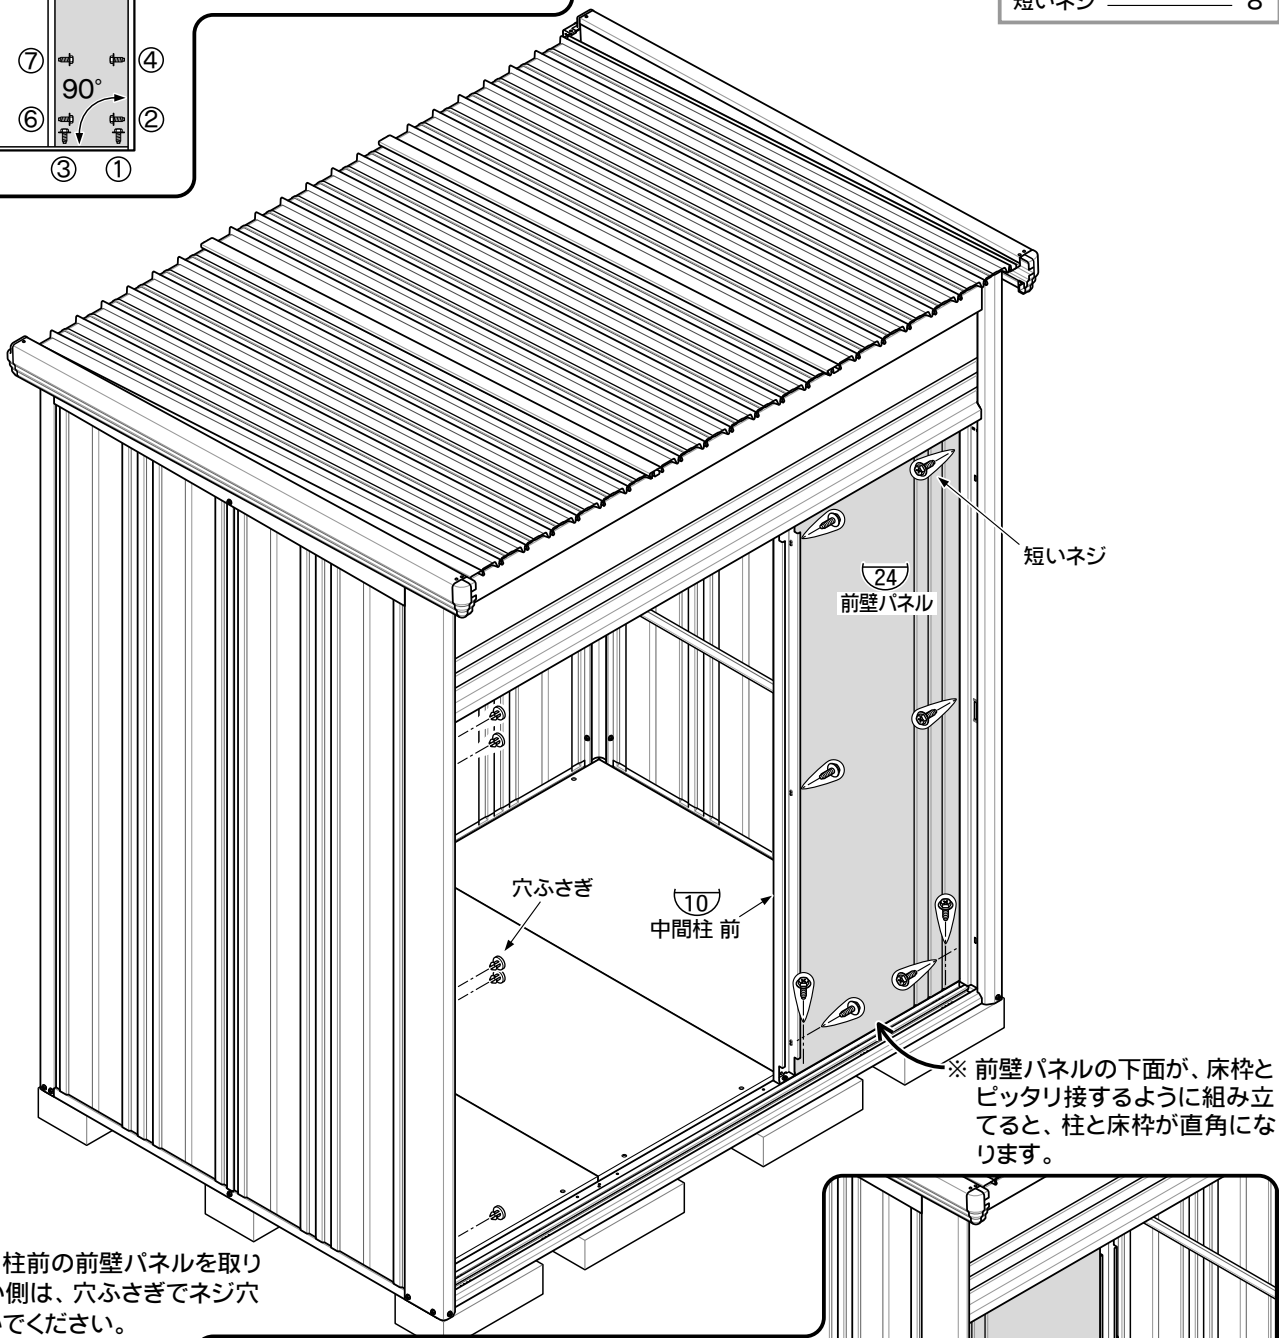 短いネジ 8
⑦ ④
90°
⑥ ②
③ ①
短いネジ
24
前壁パネル
穴ふさぎ
10
中間柱 前
※ 前壁パネルの下面が、床枠と
ピッタリ接するように組み立
てると、柱と床枠が直角にな
ります。
柱前の前壁パネルを取り
い側は、穴ふさぎでネジ穴
いでください。